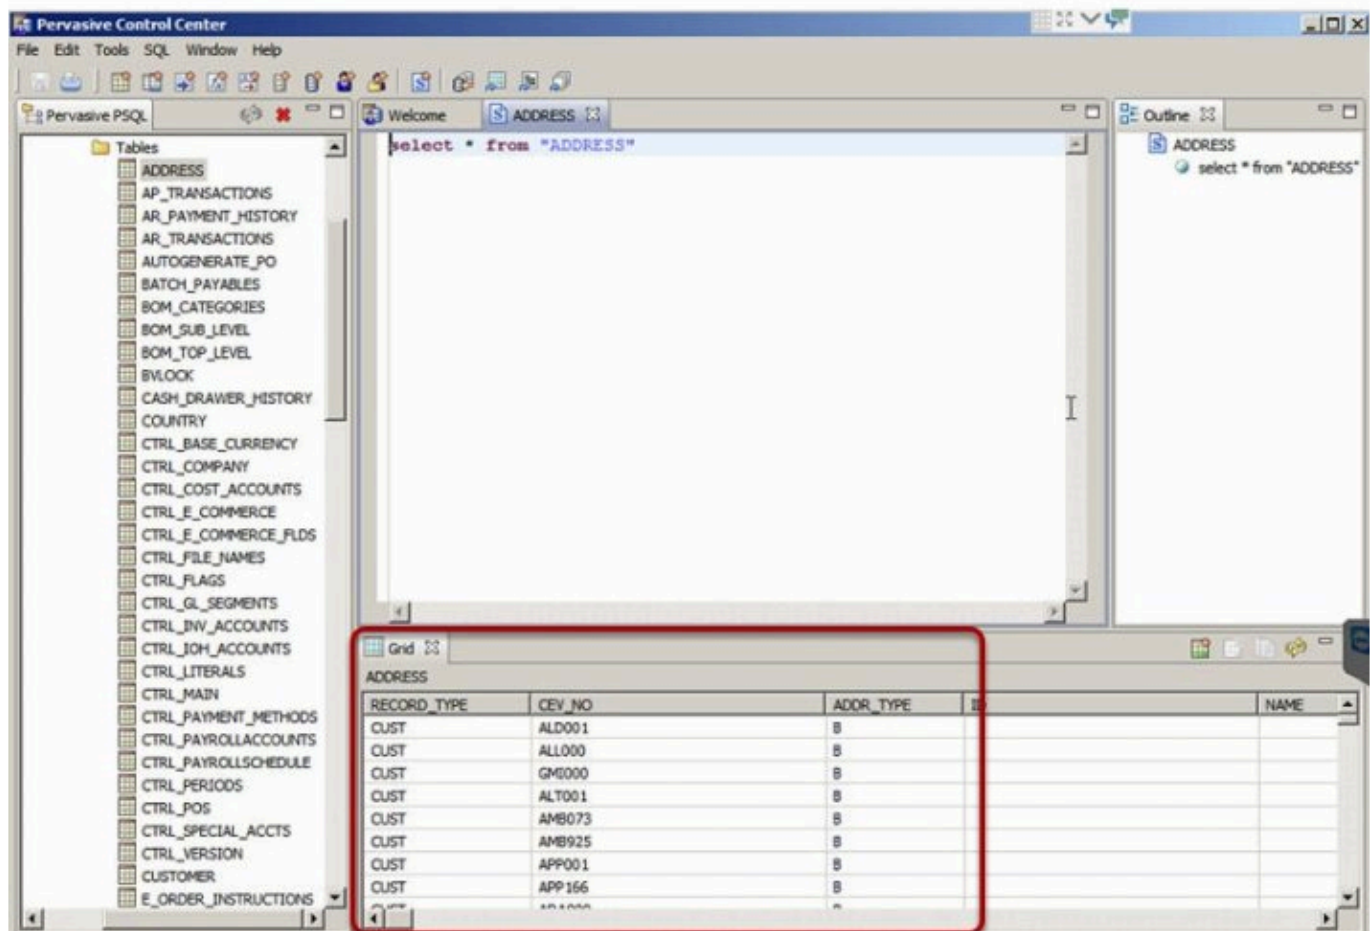 Pervasive Control Center
File Edit Tools SQL Window Help
Pervasive PSQL
Tables
ADDRESS
AP_TRANSACTIONS
AR_PAYMENT_HISTORY
AR_TRANSACTIONS
AUTOGENERATE_PO
BATCH_PAYABLES
BOM_CATEGORIES
BOM_SUB_LEVEL
BOM_TOP_LEVEL
BVLOCK
CASH_DRAWER_HISTORY
COUNTRY
CTRL_BASE_CURRENCY
CTRL_COMPANY
CTRL_COST_ACCOUNTS
CTRL_E_COMMERCE
CTRL_E_COMMERCE_FLDS
CTRL_FILE_NAMES
CTRL_FLAGS
CTRL_GL_SEGMENTS
CTRL_INV_ACCOUNTS
CTRL_IOH_ACCOUNTS
CTRL_LITERALS
CTRL_MAIN
CTRL_PAYMENT_METHODS
CTRL_PAYROLLACCOUNTS
CTRL_PAYROLLSCHEDULE
CTRL_PERIODS
CTRL_POS
CTRL_SPECIAL_ACCTS
CTRL_VERSION
CUSTOMER
E_ORDER_INSTRUCTIONS
Welcome ADDRESS
select * from "ADDRESS"
Outline
ADDRESS
select * from "ADDRESS"
Grid
ADDRESS
RECORD_TYPE CEV_NO ADDR_TYPE ID NAME
CUST ALD001 B
CUST ALL000 B
CUST GMI000 B
CUST ALT001 B
CUST AMB073 B
CUST AMB925 B
CUST APP001 B
CUST APP166 B